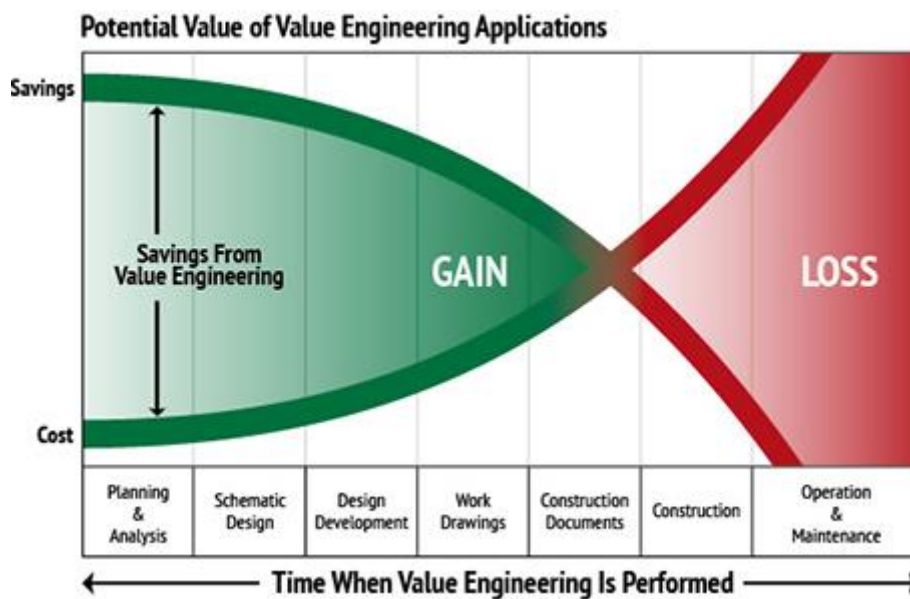 Potential Value of Value Engineering Applications
Savings
Savings From
Value Engineering
GAIN
LOSS
Cost
Planning
&
Analysis
Schematic
Design
Design
Development
Work
Drawings
Construction
Documents
Construction
Operation
&
Maintenance
Time When Value Engineering Is Performed